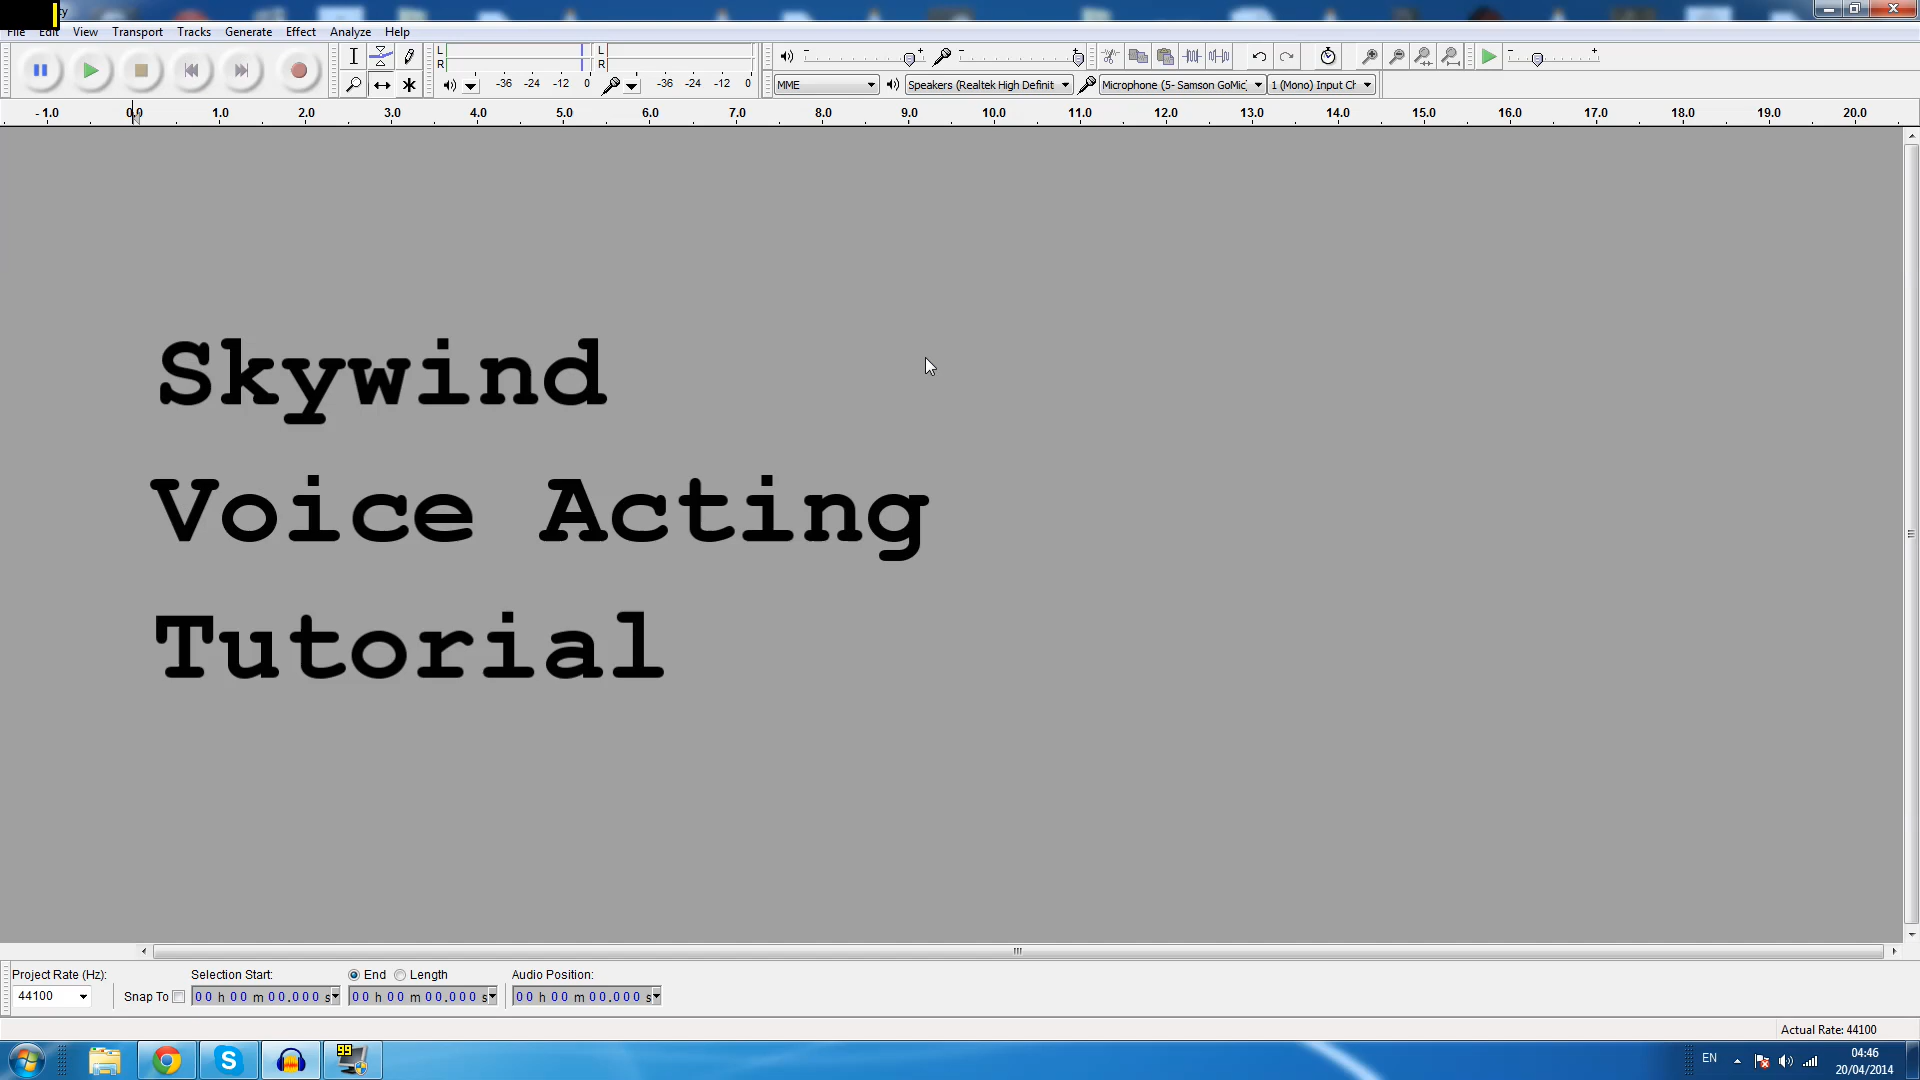 File Edit View Transport Tracks Generate Effect Analyze Help
L R L R
-36 -24 -12 0 -36 -24 -12 0
MME Speakers (Realtek High Definit Microphone (5- Samson GoMic) 1 (Mono) Input Ch
- 1.0 0.0 1.0 2.0 3.0 4.0 5.0 6.0 7.0 8.0 9.0 10.0 11.0 12.0 13.0 14.0 15.0 16.0 17.0 18.0 19.0 20.0
Skywind
Voice Acting
Tutorial
Project Rate (Hz): Selection Start: End Length Audio Position:
44100 Snap To 00 h 00 m 00.000 s 00 h 00 m 00.000 s 00 h 00 m 00.000 s
Actual Rate: 44100
99
EN 04:46
20/04/2014